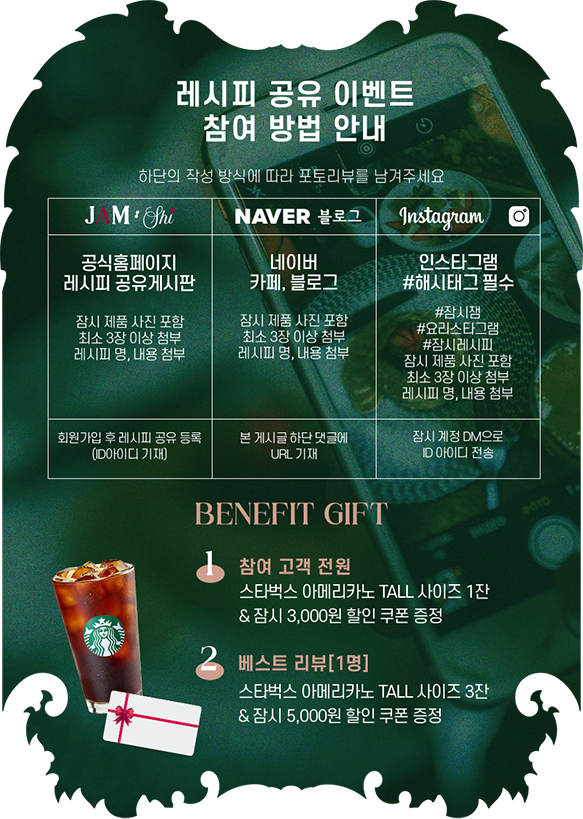 레시피 공유 이벤트
참여 방법 안내
하단의 작성 방식에 따라 포토리뷰를 남겨주세요
JAM : Shi
NAVER 블로그
Instagram
공식홈페이지
레시피 공유게시판
잠시 제품 사진 포함
최소 3장 이상 첨부
레시피 명, 내용 첨부
네이버
카페, 블로그
잠시 제품 사진 포함
최소 3장 이상 첨부
레시피 명, 내용 첨부
인스타그램
#해시태그 필수
#잠시잼
#요리스타그램
#잠시레시피
잠시 제품 사진 포함
최소 3장 이상 첨부
레시피 명, 내용 첨부
회원가입 후 레시피 공유 등록
(ID아이디 기재)
본 게시글 하단 댓글에
URL 기재
잠시 계정 DM으로
ID 아이디 전송
BENEFIT GIFT
1 참여 고객 전원
스타벅스 아메리카노 TALL 사이즈 1잔
& 잠시 3,000원 할인 쿠폰 증정
2 베스트 리뷰[1명]
스타벅스 아메리카노 TALL 사이즈 3잔
& 잠시 5,000원 할인 쿠폰 증정